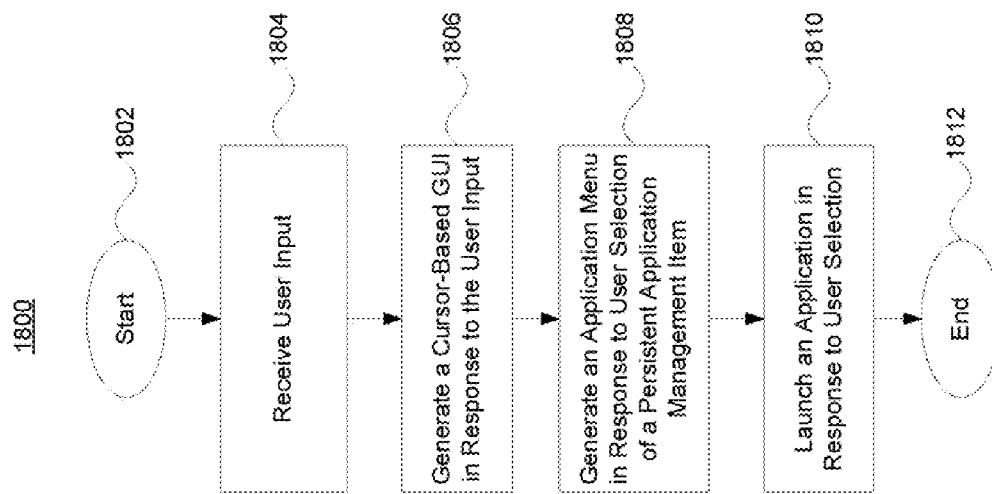 1800
Start
1802
Receive User Input
1804
Generate a Cursor-Based GUI
in Response to the User Input
1806
Generate an Application Menu
in Response to User Selection
of a Persistent Application
Management Item
1808
Launch an Application in
Response to User Selection
1810
End
1812